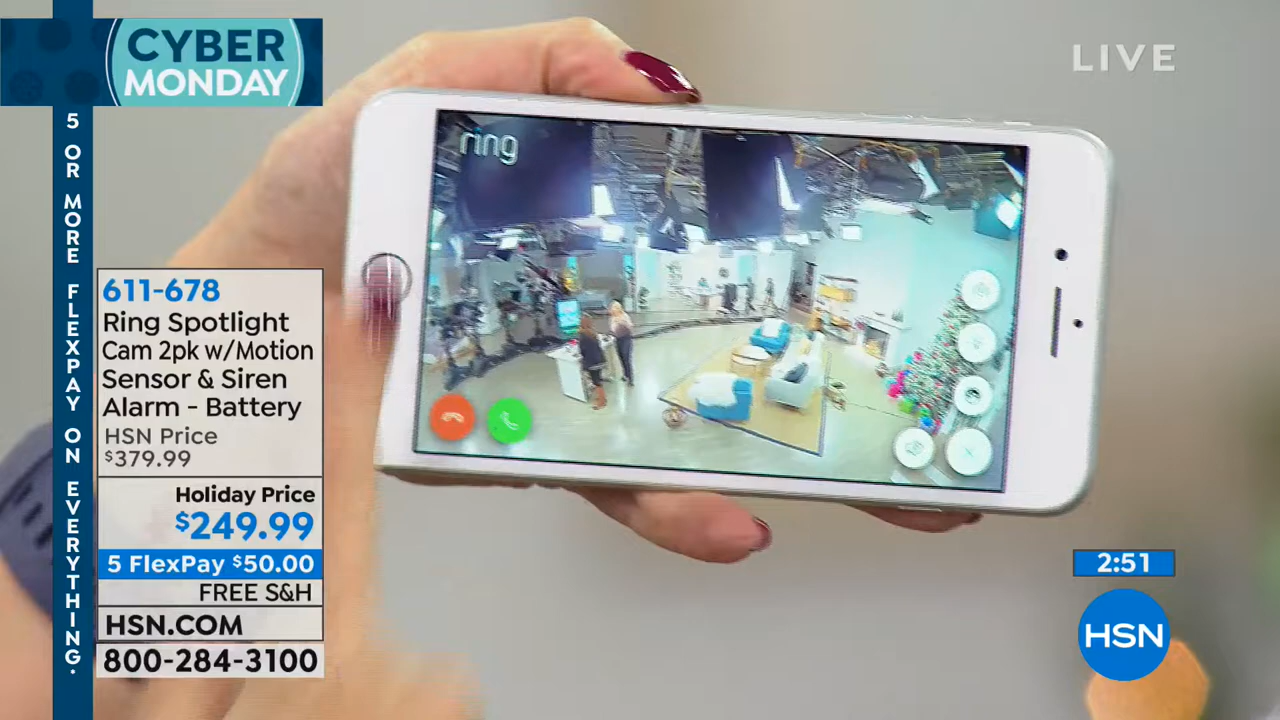 CYBER
MONDAY
LIVE
5 OR MORE FLEXPAY ON EVERYTHING.
ring
611-678
Ring Spotlight
Cam 2pk w/Motion
Sensor & Siren
Alarm - Battery
HSN Price
$379.99
Holiday Price
$249.99
5 FlexPay $50.00
FREE S&H
HSN.COM
800-284-3100
2:51
HSN